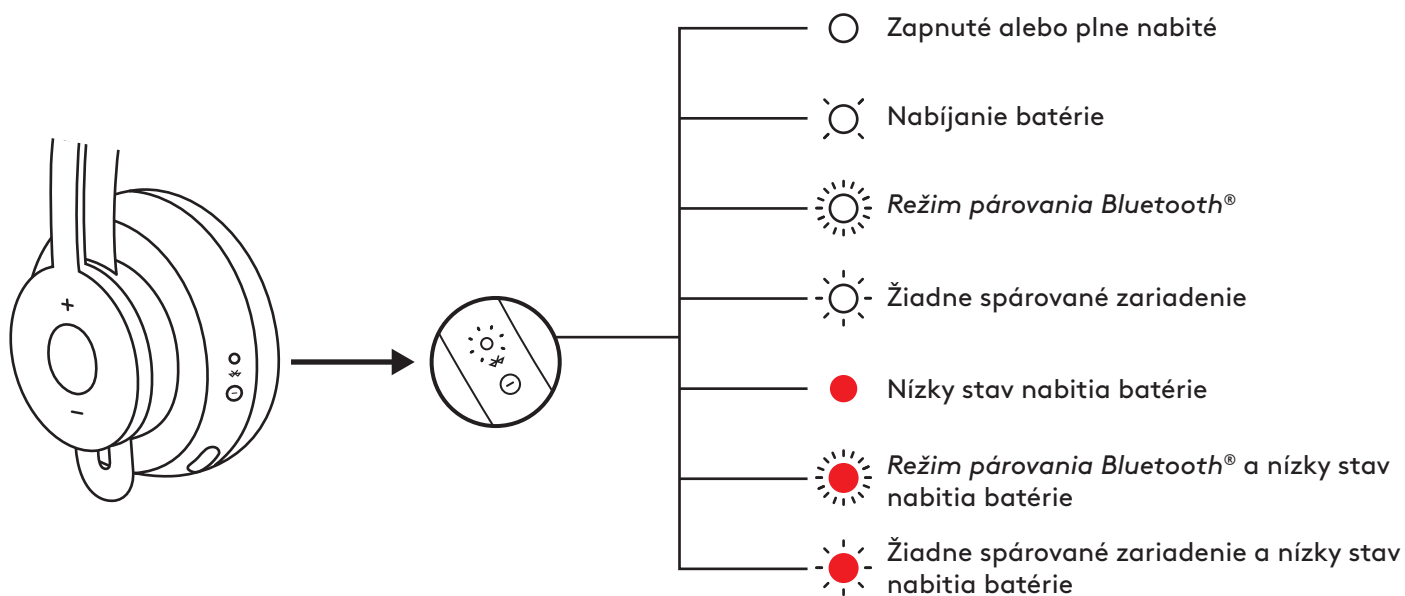 Zapnuté alebo plne nabité
Nabíjanie batérie
Režim párovania Bluetooth®
Žiadne spárované zariadenie
Nízky stav nabitia batérie
Režim párovania Bluetooth® a nízky stav
nabitia batérie
Žiadne spárované zariadenie a nízky stav
nabitia batérie